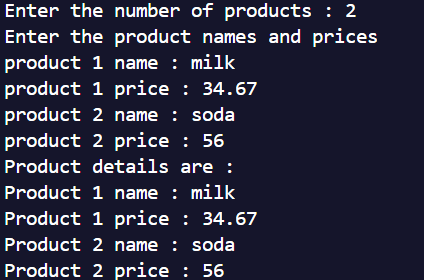 Enter the number of products : 2
Enter the product names and prices
product 1 name : milk
product 1 price : 34.67
product 2 name : soda
product 2 price : 56
Product details are :
Product 1 name : milk
Product 1 price : 34.67
Product 2 name : soda
Product 2 price : 56